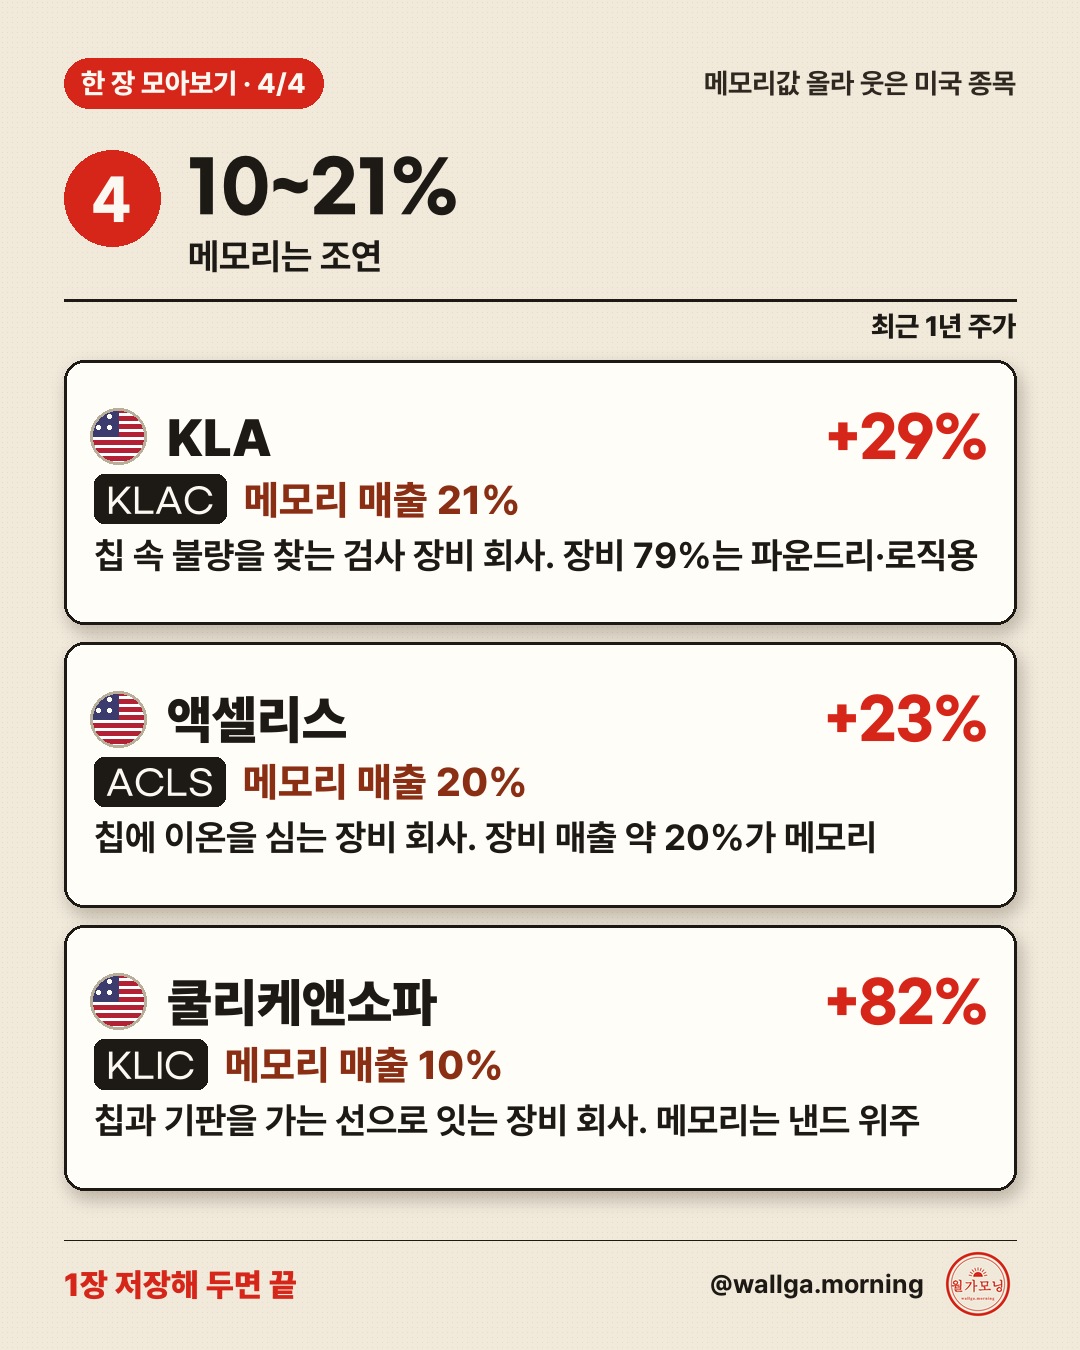 한 장 모아보기 · 4/4
메모리값 올라 웃은 미국 종목
4
10~21%
메모리는 조연
최근 1년 주가
KLA
+29%
KLAC 메모리 매출 21%
칩 속 불량을 찾는 검사 장비 회사. 장비 79%는 파운드리·로직용
액셀리스
+23%
ACLS 메모리 매출 20%
칩에 이온을 심는 장비 회사. 장비 매출 약 20%가 메모리
쿨리케앤소파
+82%
KLIC 메모리 매출 10%
칩과 기판을 가는 선으로 잇는 장비 회사. 메모리는 낸드 위주
1장 저장해 두면 끝
@wallga.morning
월가모닝
wallga.morning